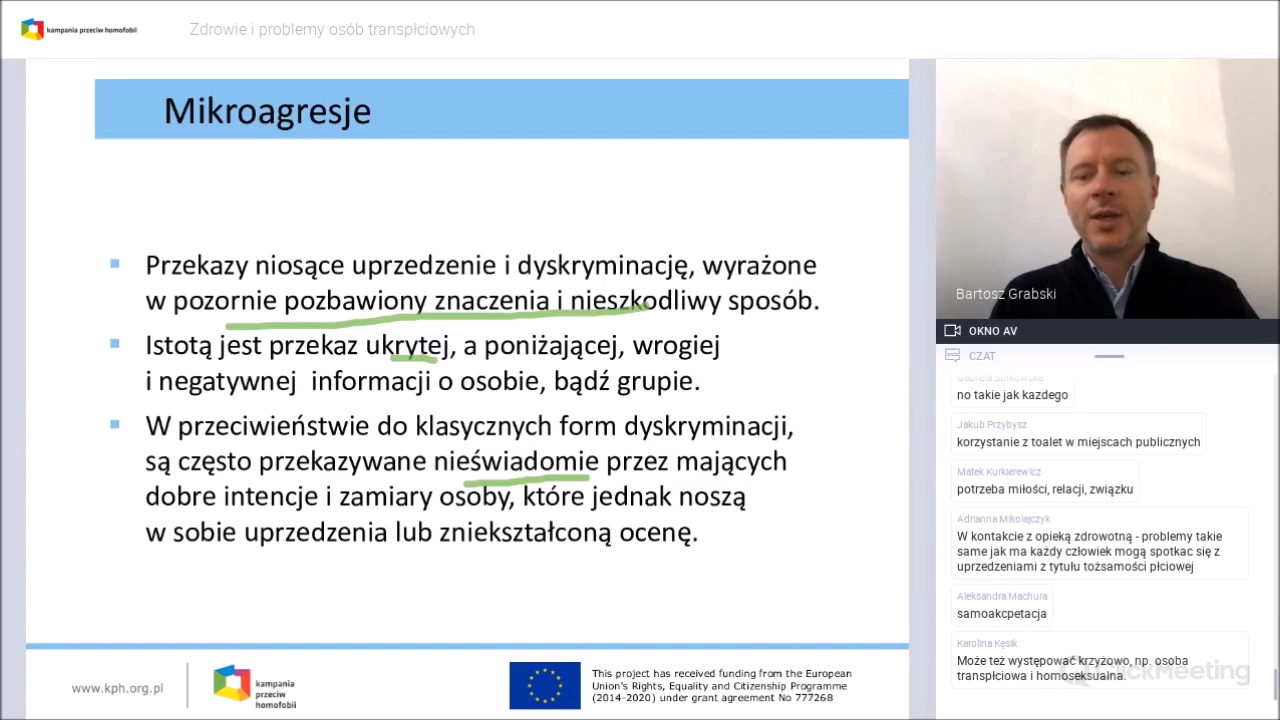 kampania przeciw homofobii
Zdrowie i problemy osób transpłciowych
Mikroagresje
Przekazy niosące uprzedzenie i dyskryminację, wyrażone
w pozornie pozbawiony znaczenia i nieszkodliwy sposób.
Istotą jest przekaz ukrytej, a poniżającej, wrogiej
i negatywnej informacji o osobie, bądź grupie.
W przeciwieństwie do klasycznych form dyskryminacji,
są często przekazywane nieświadomie przez mających
dobre intencje i zamiary osoby, które jednak noszą
w sobie uprzedzenia lub zniekształconą ocenę.
www.kph.org.pl
kampania
przeciw
homofobii
This project has received funding from the European
Union's Rights, Equality and Citizenship Programme
(2014-2020) under grant agreement No 777268
Bartosz Grabski
OKNO AV
CZAT
no takie jak kazdego
Jakub Przybysz
korzystanie z toalet w miejscach publicznych
Matek Kurkierewicz
potrzeba miłości, relacji, związku
Adrianna Mikolajczyk
W kontakcie z opieką zdrowotną - problemy takie
same jak ma każdy człowiek mogą spotkac się z
uprzedzeniami z tytułu tożsamości płciowej
Aleksandra Machura
samoakcpetacja
Karolina Kęsik
Może też występować krzyżowo, np. osoba
transpłciowa i homoseksualna.
ClickMeeting